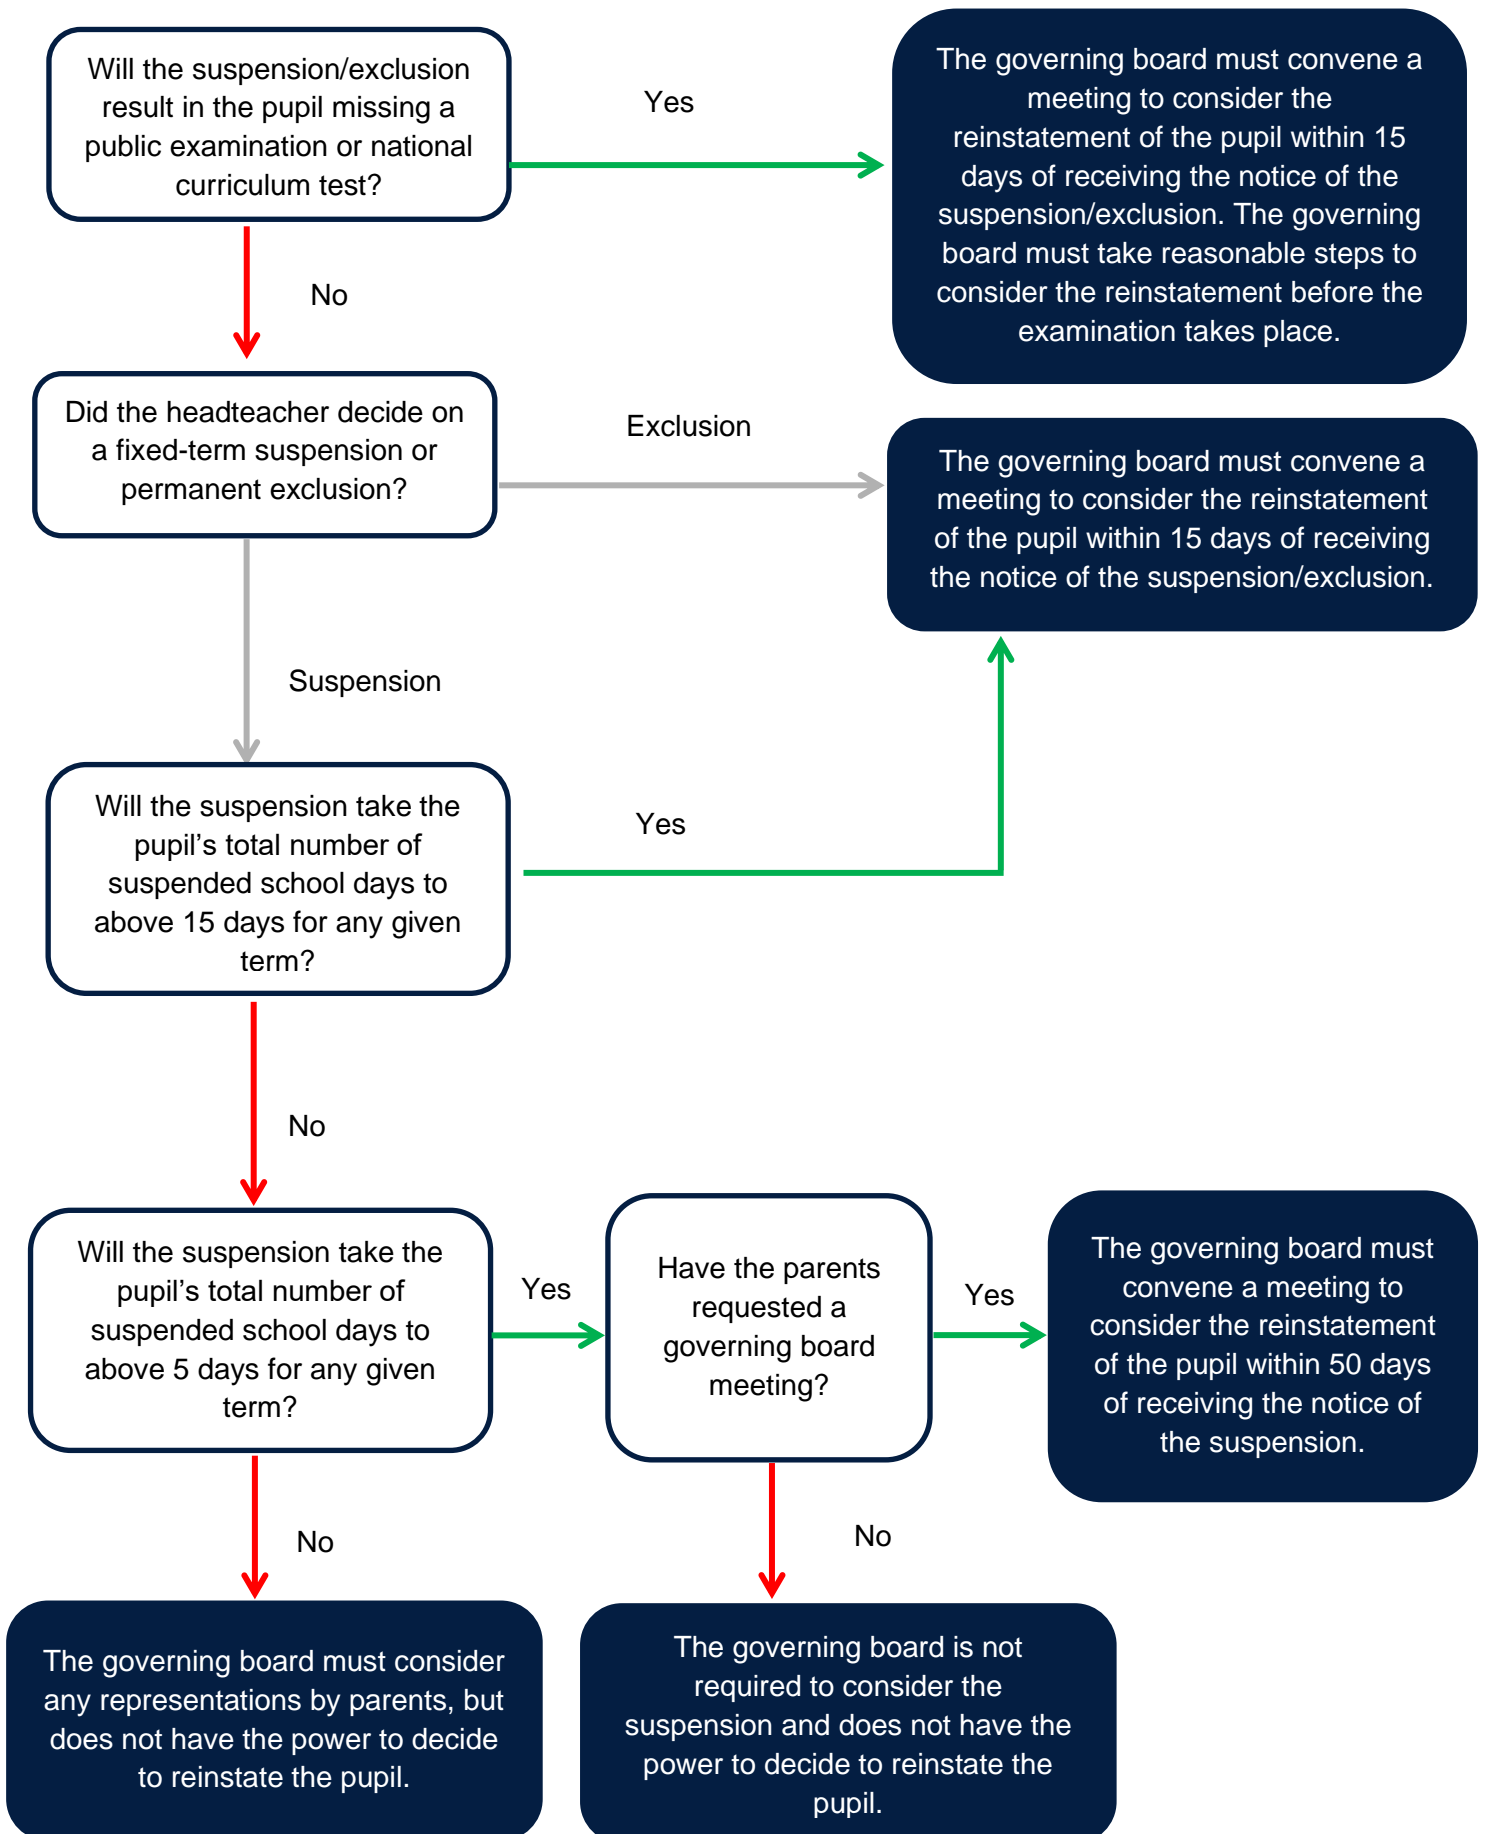 Will the suspension/exclusion
result in the pupil missing a
public examination or national
curriculum test?
Yes
The governing board must convene a
meeting to consider the
reinstatement of the pupil within 15
days of receiving the notice of the
suspension/exclusion. The governing
board must take reasonable steps to
consider the reinstatement before the
examination takes place.
No
Did the headteacher decide on
a fixed-term suspension or
permanent exclusion?
Exclusion
The governing board must convene a
meeting to consider the reinstatement
of the pupil within 15 days of receiving
the notice of the suspension/exclusion.
Suspension
Will the suspension take the
pupil’s total number of
suspended school days to
above 15 days for any given
term?
Yes
No
Will the suspension take the
pupil’s total number of
suspended school days to
above 5 days for any given
term?
Yes
Have the parents
requested a
governing board
meeting?
Yes
The governing board must
convene a meeting to
consider the reinstatement
of the pupil within 50 days
of receiving the notice of
the suspension.
No
No
The governing board must consider
any representations by parents, but
does not have the power to decide
to reinstate the pupil.
The governing board is not
required to consider the
suspension and does not have the
power to decide to reinstate the
pupil.